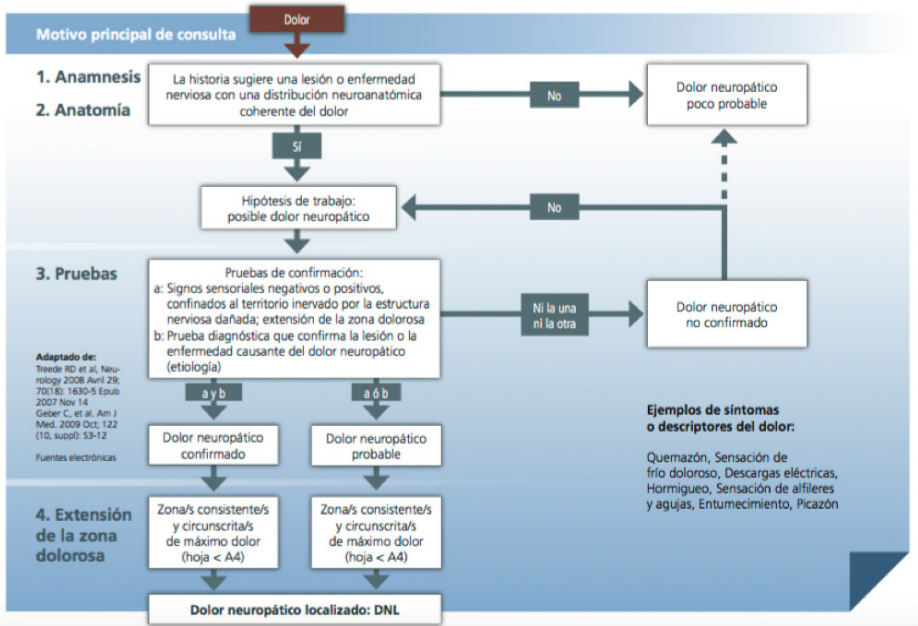 Dolor
Motivo principal de consulta
1. Anamnesis
2. Anatomía
La historia sugiere una lesión o enfermedad
nerviosa con una distribución neuroanatómica
coherente del dolor
No
Dolor neuropático
poco probable
Sí
Hipótesis de trabajo:
posible dolor neuropático
No
3. Pruebas
Pruebas de confirmación:
a: Signos sensoriales negativos o positivos,
confinados al territorio inervado por la estructura
nerviosa dañada; extensión de la zona dolorosa
b: Prueba diagnóstica que confirma la lesión o la
enfermedad causante del dolor neuropático
(etiología)
Ni la una
ni la otra
Dolor neuropático
no confirmado
Adaptado de:
Treede RD et al, Neu-
rology 2008 Avril 29;
70(18): 1630-5 Epub
2007 Nov 14
Geber C, et al. Am J
Med. 2009 Oct; 122
(10, suppl): S3-12
Fuentes electrónicas
a y b
a ó b
Dolor neuropático
confirmado
Dolor neuropático
probable
Ejemplos de síntomas
o descriptores del dolor:
Quemazón, Sensación de
frío doloroso, Descargas eléctricas,
Hormigueo, Sensación de alfileres
y agujas, Entumecimiento, Picazón
4. Extensión
de la zona
dolorosa
Zona/s consistente/s
y circunscrita/s
de máximo dolor
(hoja < A4)
Zona/s consistente/s
y circunscrita/s
de máximo dolor
(hoja < A4)
Dolor neuropático localizado: DNL